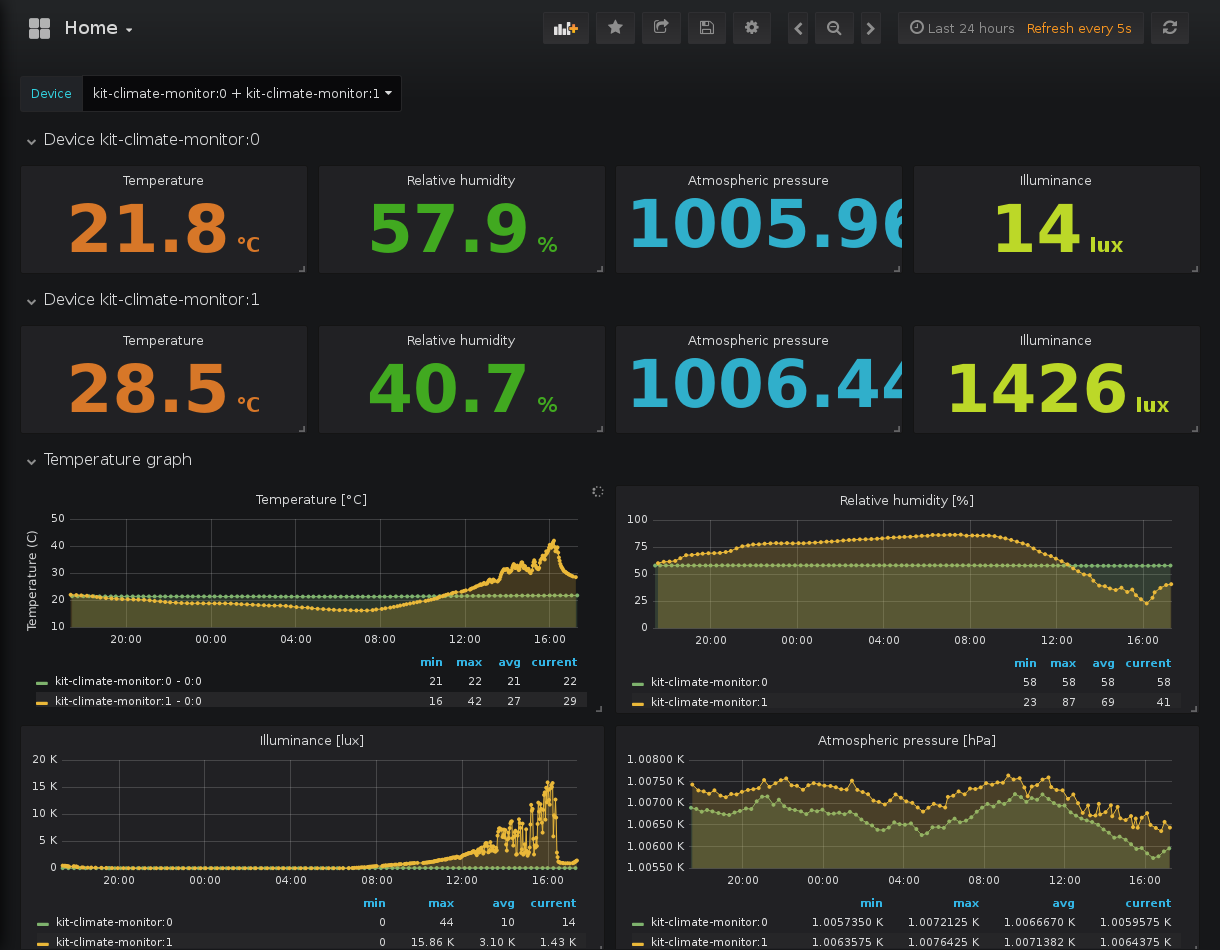 Home
Last 24 hours Refresh every 5s
Device kit-climate-monitor:0 + kit-climate-monitor:1
Device kit-climate-monitor:0
Temperature Relative humidity Atmospheric pressure Illuminance
21.8 °C 57.9 % 1005.96 14 lux
Device kit-climate-monitor:1
Temperature Relative humidity Atmospheric pressure Illuminance
28.5 °C 40.7 % 1006.44 1426 lux
Temperature graph
Temperature [°C]
Temperature (C)
50
40
30
20
10
20:00 00:00 04:00 08:00 12:00 16:00
min max avg current
kit-climate-monitor:0 - 0:0 21 22 21 22
kit-climate-monitor:1 - 0:0 16 42 27 29
Relative humidity [%]
100
75
50
25
0
20:00 00:00 04:00 08:00 12:00 16:00
min max avg current
kit-climate-monitor:0 58 58 58 58
kit-climate-monitor:1 23 87 69 41
Illuminance [lux]
20 K
15 K
10 K
5 K
0
20:00 00:00 04:00 08:00 12:00 16:00
min max avg current
kit-climate-monitor:0 0 44 10 14
kit-climate-monitor:1 0 15.86 K 3.10 K 1.43 K
Atmospheric pressure [hPa]
1.00800 K
1.00750 K
1.00700 K
1.00650 K
1.00600 K
1.00550 K
20:00 00:00 04:00 08:00 12:00 16:00
min max avg current
kit-climate-monitor:0 1.0057350 K 1.0072125 K 1.0066670 K 1.0059575 K
kit-climate-monitor:1 1.0063575 K 1.0076425 K 1.0071382 K 1.0064375 K